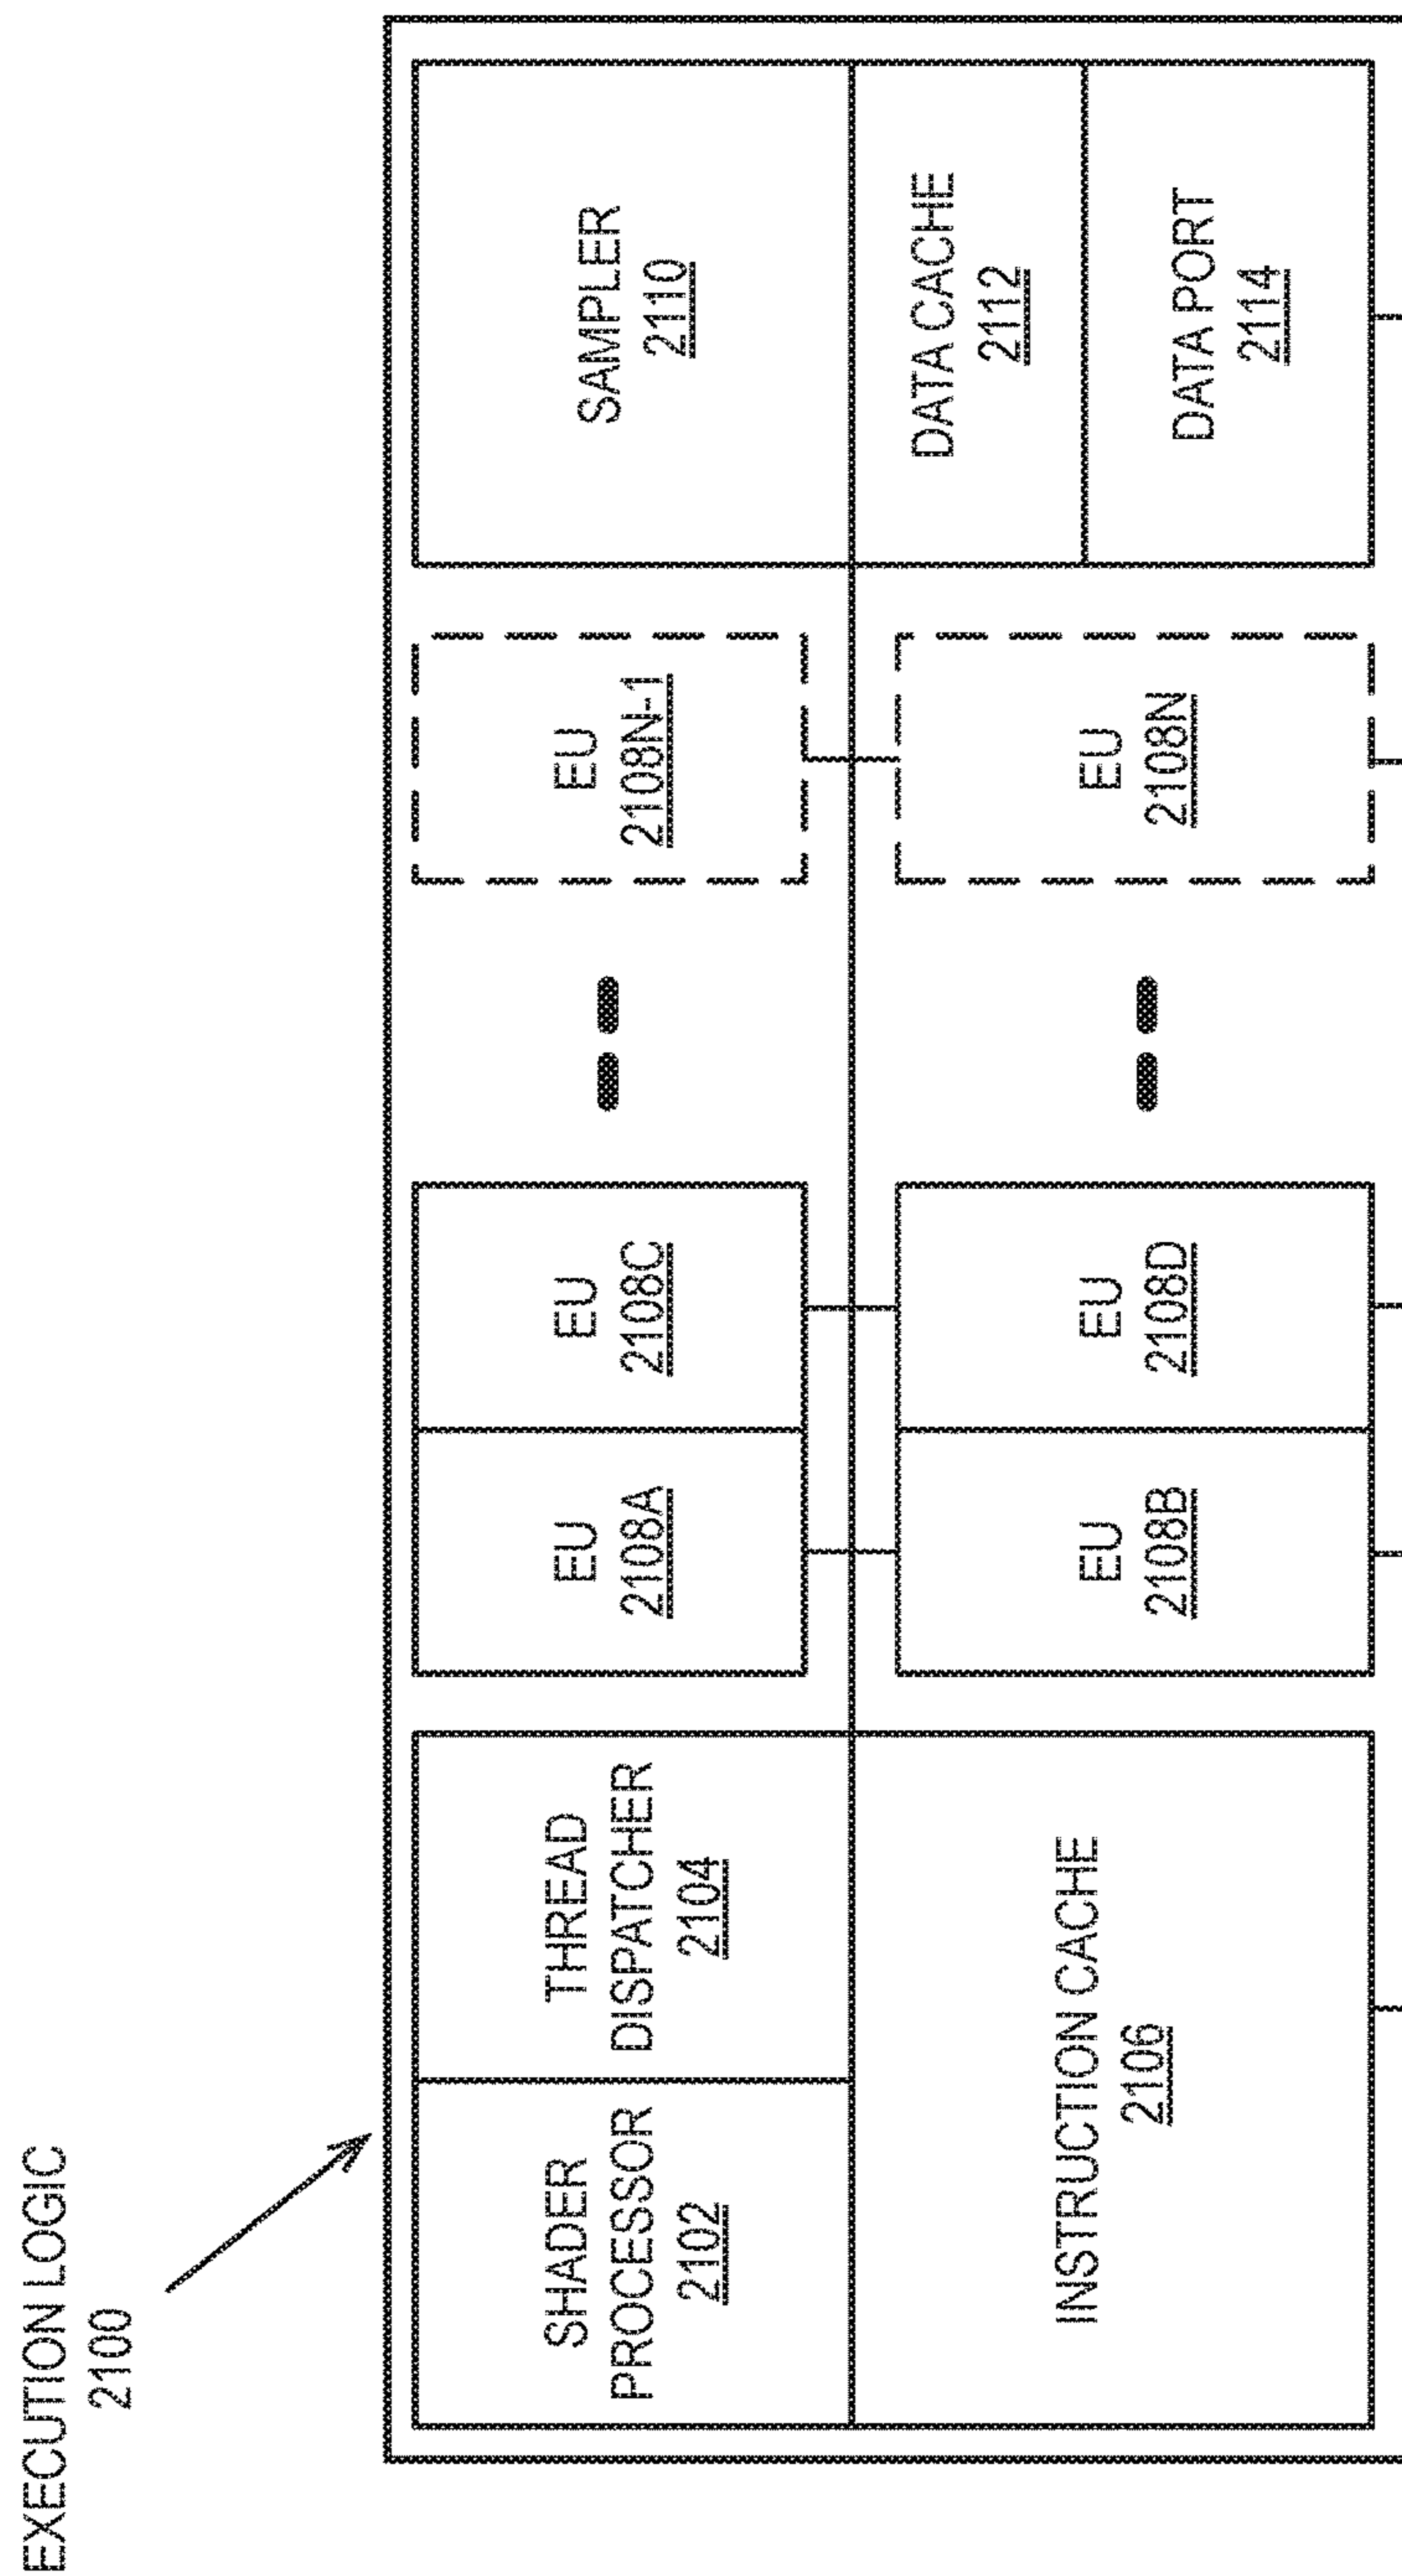 EXECUTION LOGIC
2100
SHADER
PROCESSOR
2102
THREAD
DISPATCHER
2104
INSTRUCTION CACHE
2106
EU
2108A
EU
2108C
EU
2108N-1
EU
2108B
EU
2108D
EU
2108N
SAMPLER
2110
DATA CACHE
2112
DATA PORT
2114